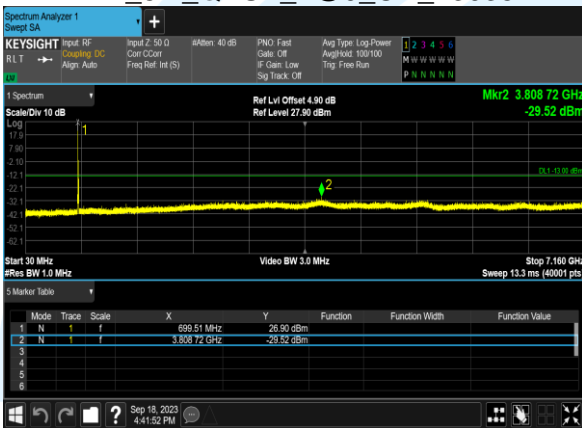 Spectrum Analyzer 1
Swept SA
KEYSIGHT Input: RF Input Z: 50 Ω #Atten: 40 dB PNO: Fast Avg Type: Log-Power 1 2 3 4 5 6
RLT Coupling: DC Corr CCorr Gate: Off Avg|Hold: 100/100 M W W W W W
Align: Auto Freq Ref: Int (S) IF Gain: Low Trig: Free Run
Sig Track: Off P N N N N N
LW
1 Spectrum Ref Lvl Offset 4.90 dB Mkr2 3.808 72 GHz
Scale/Div 10 dB Ref Level 27.90 dBm -29.52 dBm
Log
17.9 1
7.90
-2.10
-12.1 DL1 -13.00 dBm
-22.1 2
-32.1
-42.1
-52.1
-62.1
Start 30 MHz Video BW 3.0 MHz Stop 7.160 GHz
#Res BW 1.0 MHz Sweep 13.3 ms (40001 pts
5 Marker Table
Mode Trace Scale X Y Function Function Width Function Value
1 N 1 f 699.51 MHz 26.90 dBm
2 N 1 f 3.808 72 GHz -29.52 dBm
3
4
5
6
? Sep 18, 2023
4:41:52 PM